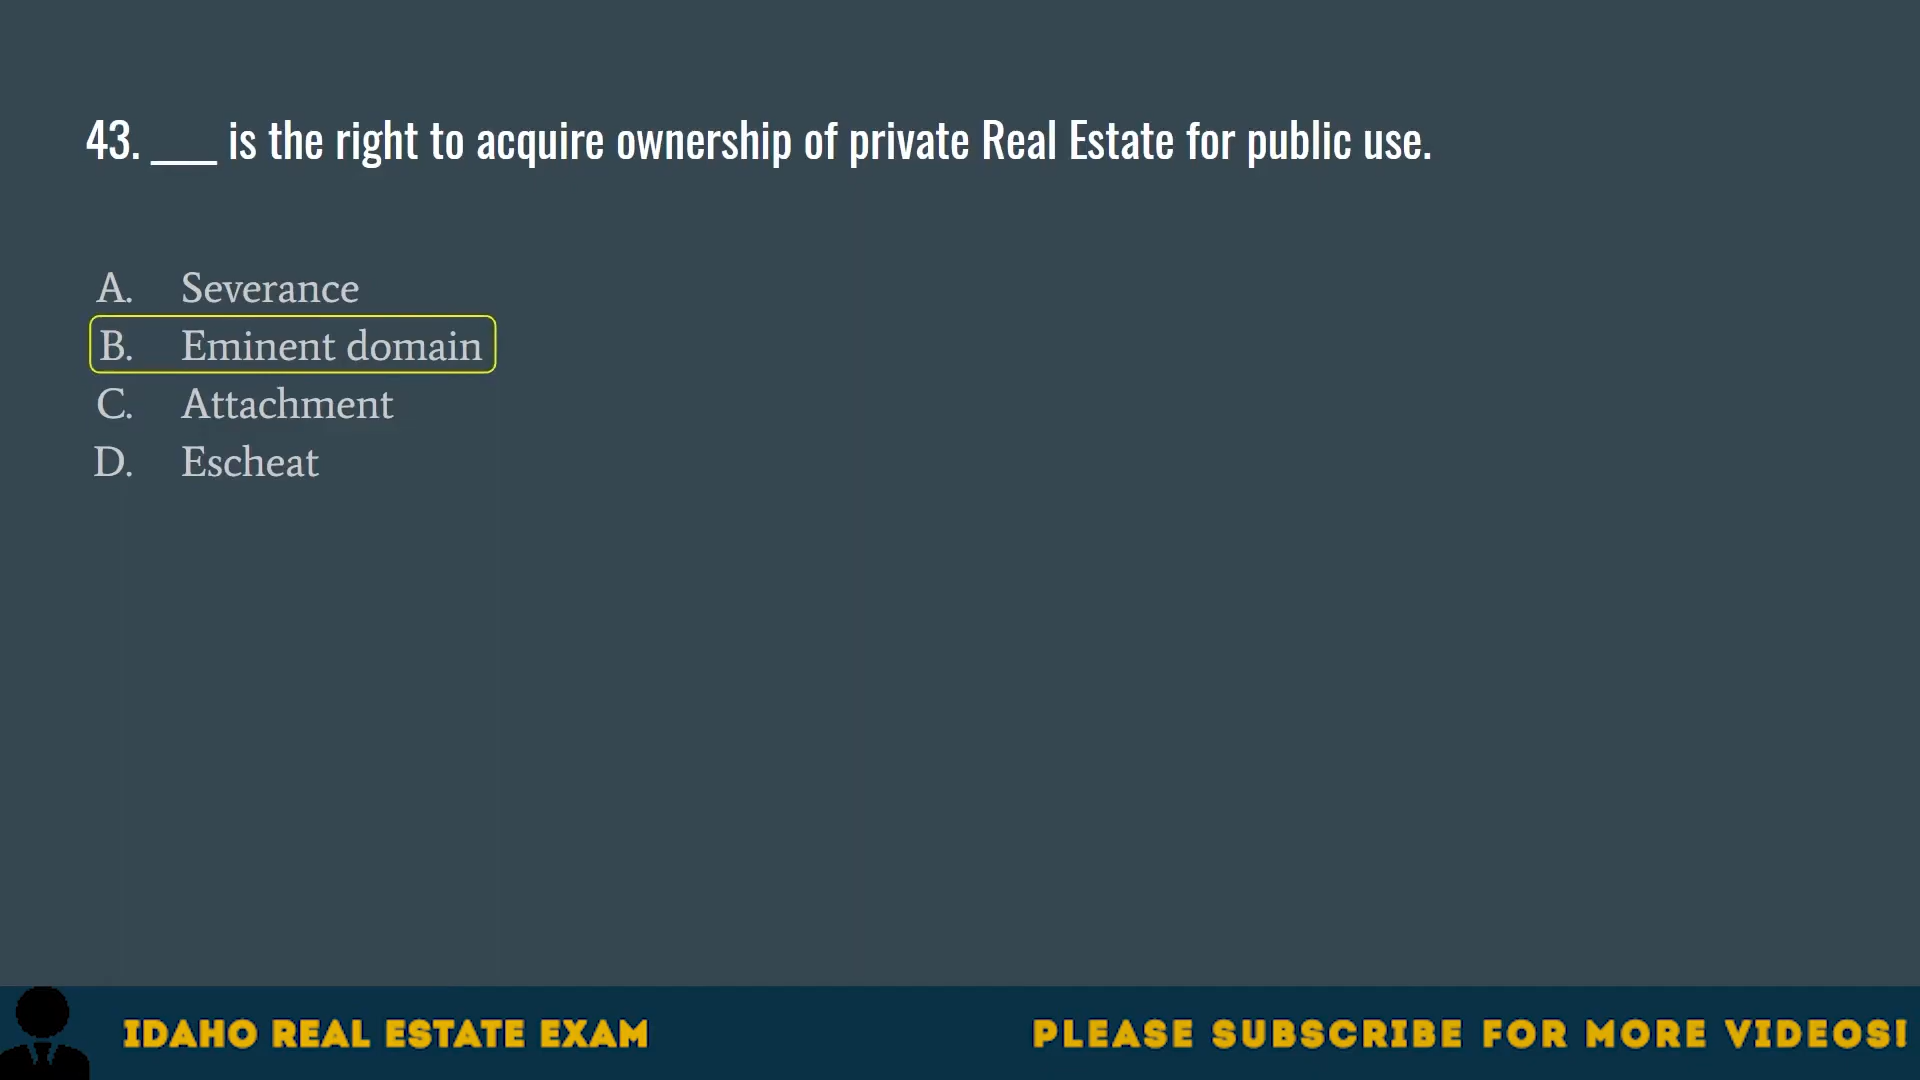 43. ___ is the right to acquire ownership of private Real Estate for public use.
A. Severance
B. Eminent domain
C. Attachment
D. Escheat
IDAHO REAL ESTATE EXAM
PLEASE SUBSCRIBE FOR MORE VIDEOS!